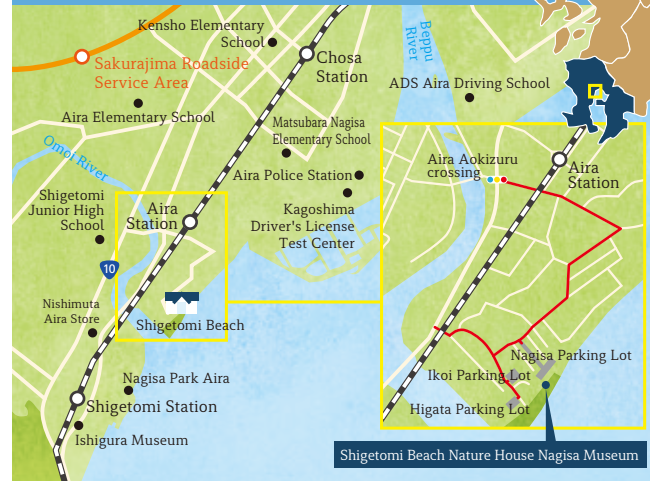 Kensho Elementary
School
Sakurajima Roadside
Service Area
Chosa
Station
Beppu
River
ADS Aira Driving School
Aira Elementary School
Matsubara Nagisa
Elementary School
Omoi River
Aira Police Station
Shigetomi
Junior High
School
Aira
Station
Kagoshima
Driver's License
Test Center
10
Nishimuta
Aira Store
Shigetomi Beach
Nagisa Park Aira
Shigetomi Station
Ishigura Museum
Aira Aokizuru
crossing
Aira
Station
Nagisa Parking Lot
Ikoi Parking Lot
Higata Parking Lot
Shigetomi Beach Nature House Nagisa Museum